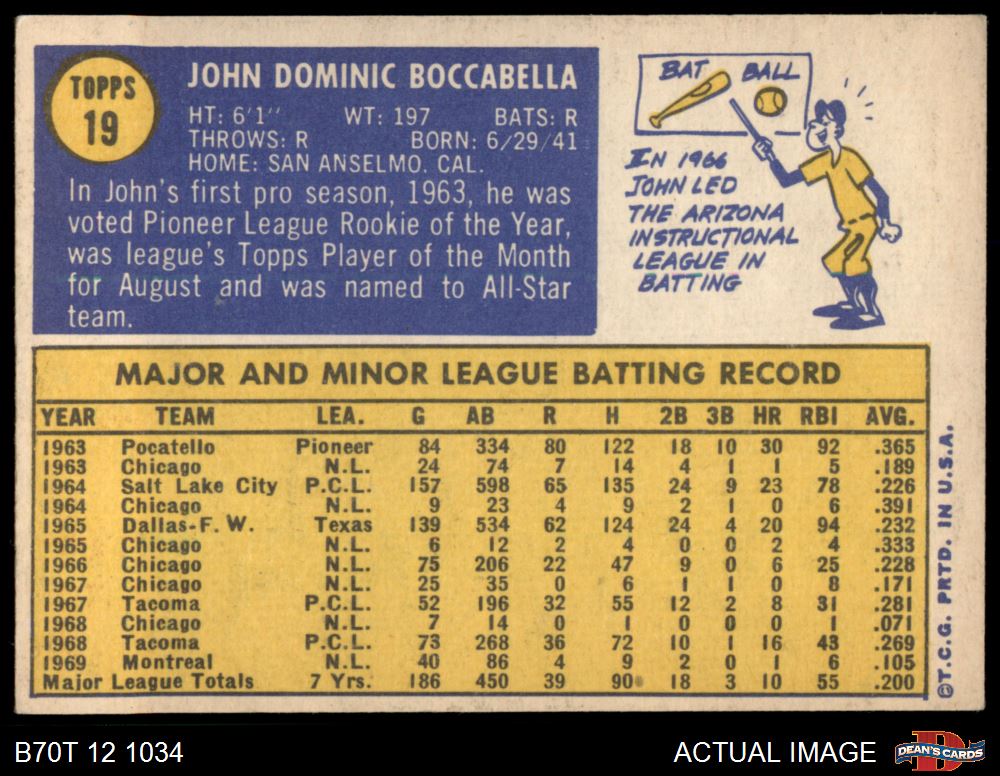 TOPPS
19
JOHN DOMINIC BOCCABELLA
HT: 6'1'' WT: 197 BATS: R
THROWS: R BORN: 6/29/41
HOME: SAN ANSELMO. CAL.
In John's first pro season, 1963, he was
voted Pioneer League Rookie of the Year,
was league's Topps Player of the Month
for August and was named to All-Star
team.
BAT BALL
IN 1966
JOHN LED
THE ARIZONA
INSTRUCTIONAL
LEAGUE IN
BATTING
MAJOR AND MINOR LEAGUE BATTING RECORD
YEAR TEAM LEA. G AB R H 2B 3B HR RBI AVG.
1963 Pocatello Pioneer 84 334 80 122 18 10 30 92 .365
1963 Chicago N.L. 24 74 7 14 4 1 1 5 .189
1964 Salt Lake City P.C.L. 157 598 65 135 24 9 23 78 .226
1964 Chicago N.L. 9 23 4 9 2 1 0 6 .391
1965 Dallas-F. W. Texas 139 534 62 124 24 4 20 94 .232
1965 Chicago N.L. 6 12 2 4 0 0 2 4 .333
1966 Chicago N.L. 75 206 22 47 9 0 6 25 .228
1967 Chicago N.L. 25 35 0 6 1 1 0 8 .171
1967 Tacoma P.C.L. 52 196 32 55 12 2 8 31 .281
1968 Chicago N.L. 7 14 0 1 0 0 0 1 .071
1968 Tacoma P.C.L. 73 268 36 72 10 1 16 43 .269
1969 Montreal N.L. 40 86 4 9 2 0 1 6 .105
Major League Totals 7 Yrs. 186 450 39 90 18 3 10 55 .200
©T.C.G. PRTD. IN U.S.A.
B70T 12 1034
ACTUAL IMAGE
D
DEAN'S CARDS